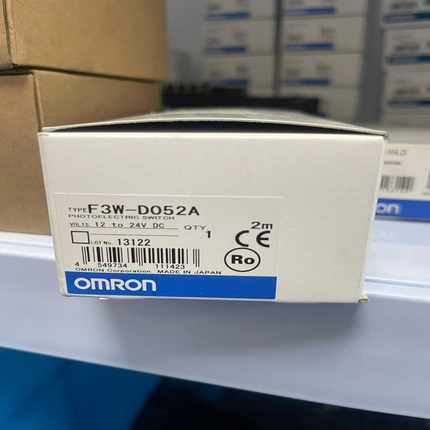 TYPE F3W-D052A
PHOTOELECTRIC SWITCH
VOLTS 12 to 24V DC QTY 1 2m
LOT No. 13122 CE
4 549734 111423 Ro
OMRON Corporation MADE IN JAPAN
OMRON